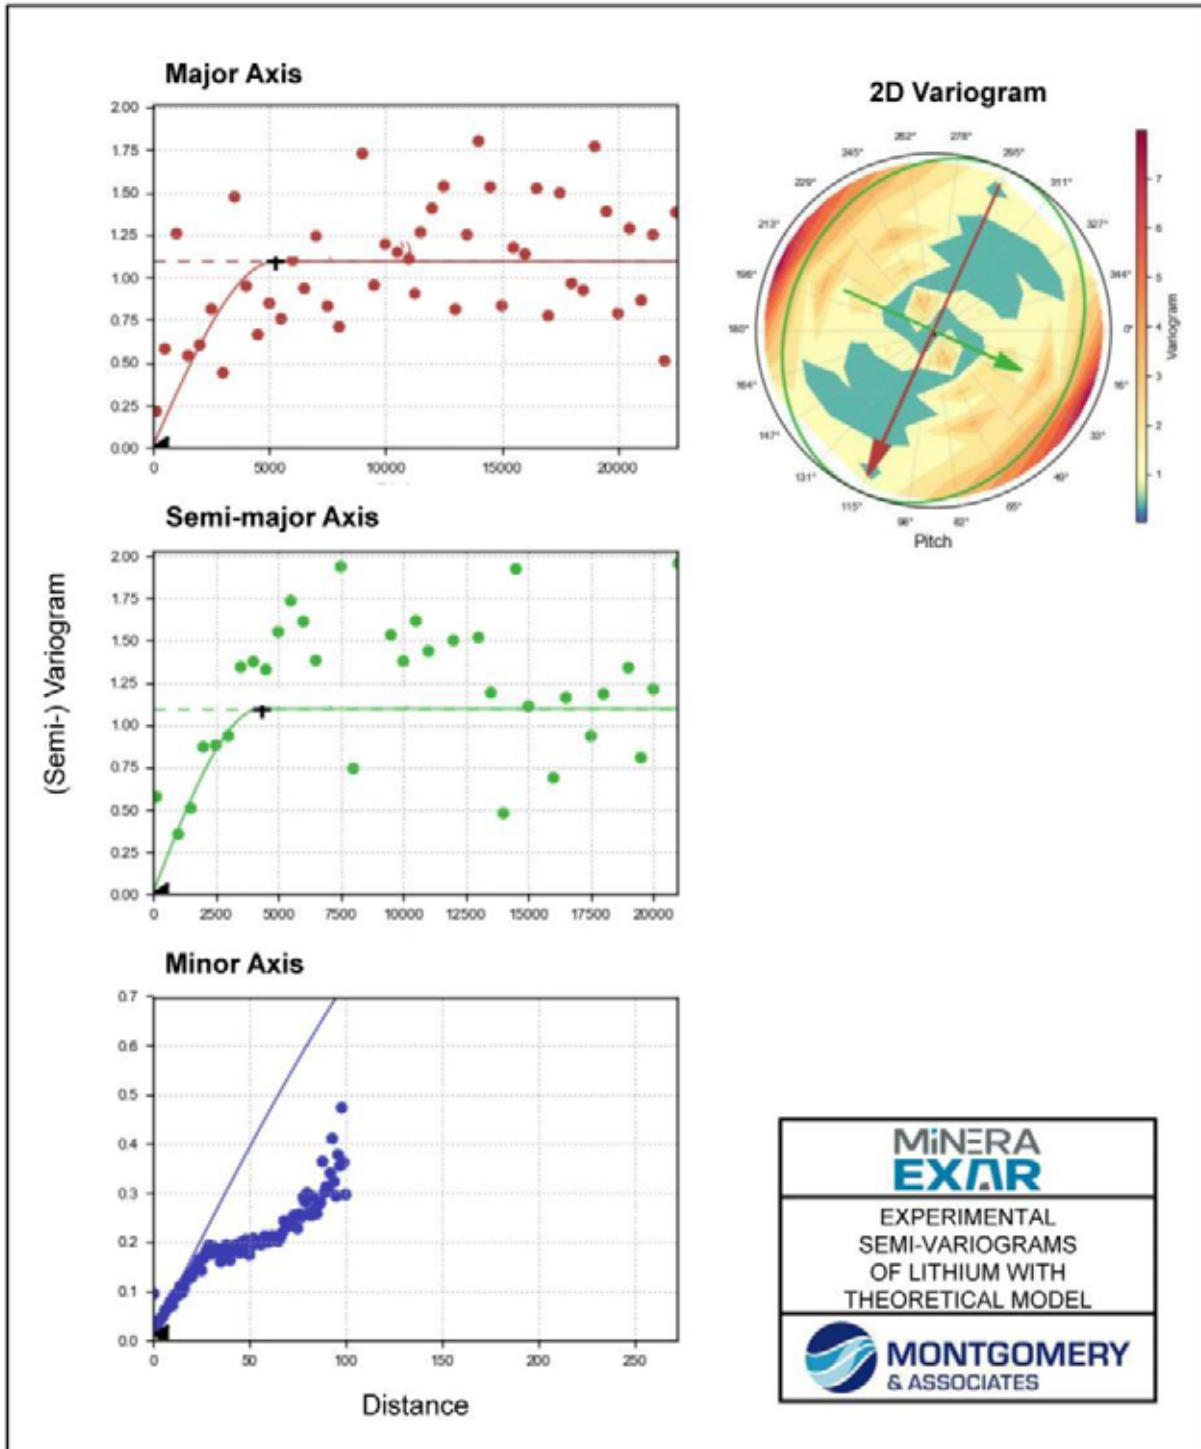 Major Axis
2.00
1.75
1.50
1.25
1.00
0.75
0.50
0.25
0.00
0 5000 10000 15000 20000
2D Variogram
262° 278°
245° 295°
229° 311°
213° 327°
196° 344°
180° 0°
164° 16°
147° 33°
131° 49°
115° 65°
98° 82°
Pitch
7
6
5
4
3
2
1
Variogram
Semi-major Axis
2.00
1.75
1.50
1.25
1.00
0.75
0.50
0.25
0.00
0 2500 5000 7500 10000 12500 15000 17500 20000
(Semi-) Variogram
Minor Axis
0.7
0.6
0.5
0.4
0.3
0.2
0.1
0.0
0 50 100 150 200 250
Distance
MiNERA
EXAR
EXPERIMENTAL
SEMI-VARIOGRAMS
OF LITHIUM WITH
THEORETICAL MODEL
MONTGOMERY
& ASSOCIATES